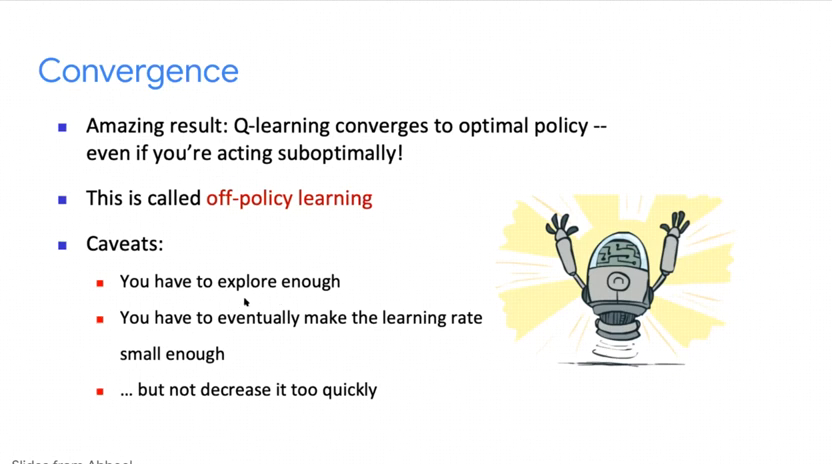 Convergence
Amazing result: Q-learning converges to optimal policy --
even if you're acting suboptimally!
This is called off-policy learning
Caveats:
You have to explore enough
You have to eventually make the learning rate
small enough
... but not decrease it too quickly
Slides from Abbeel